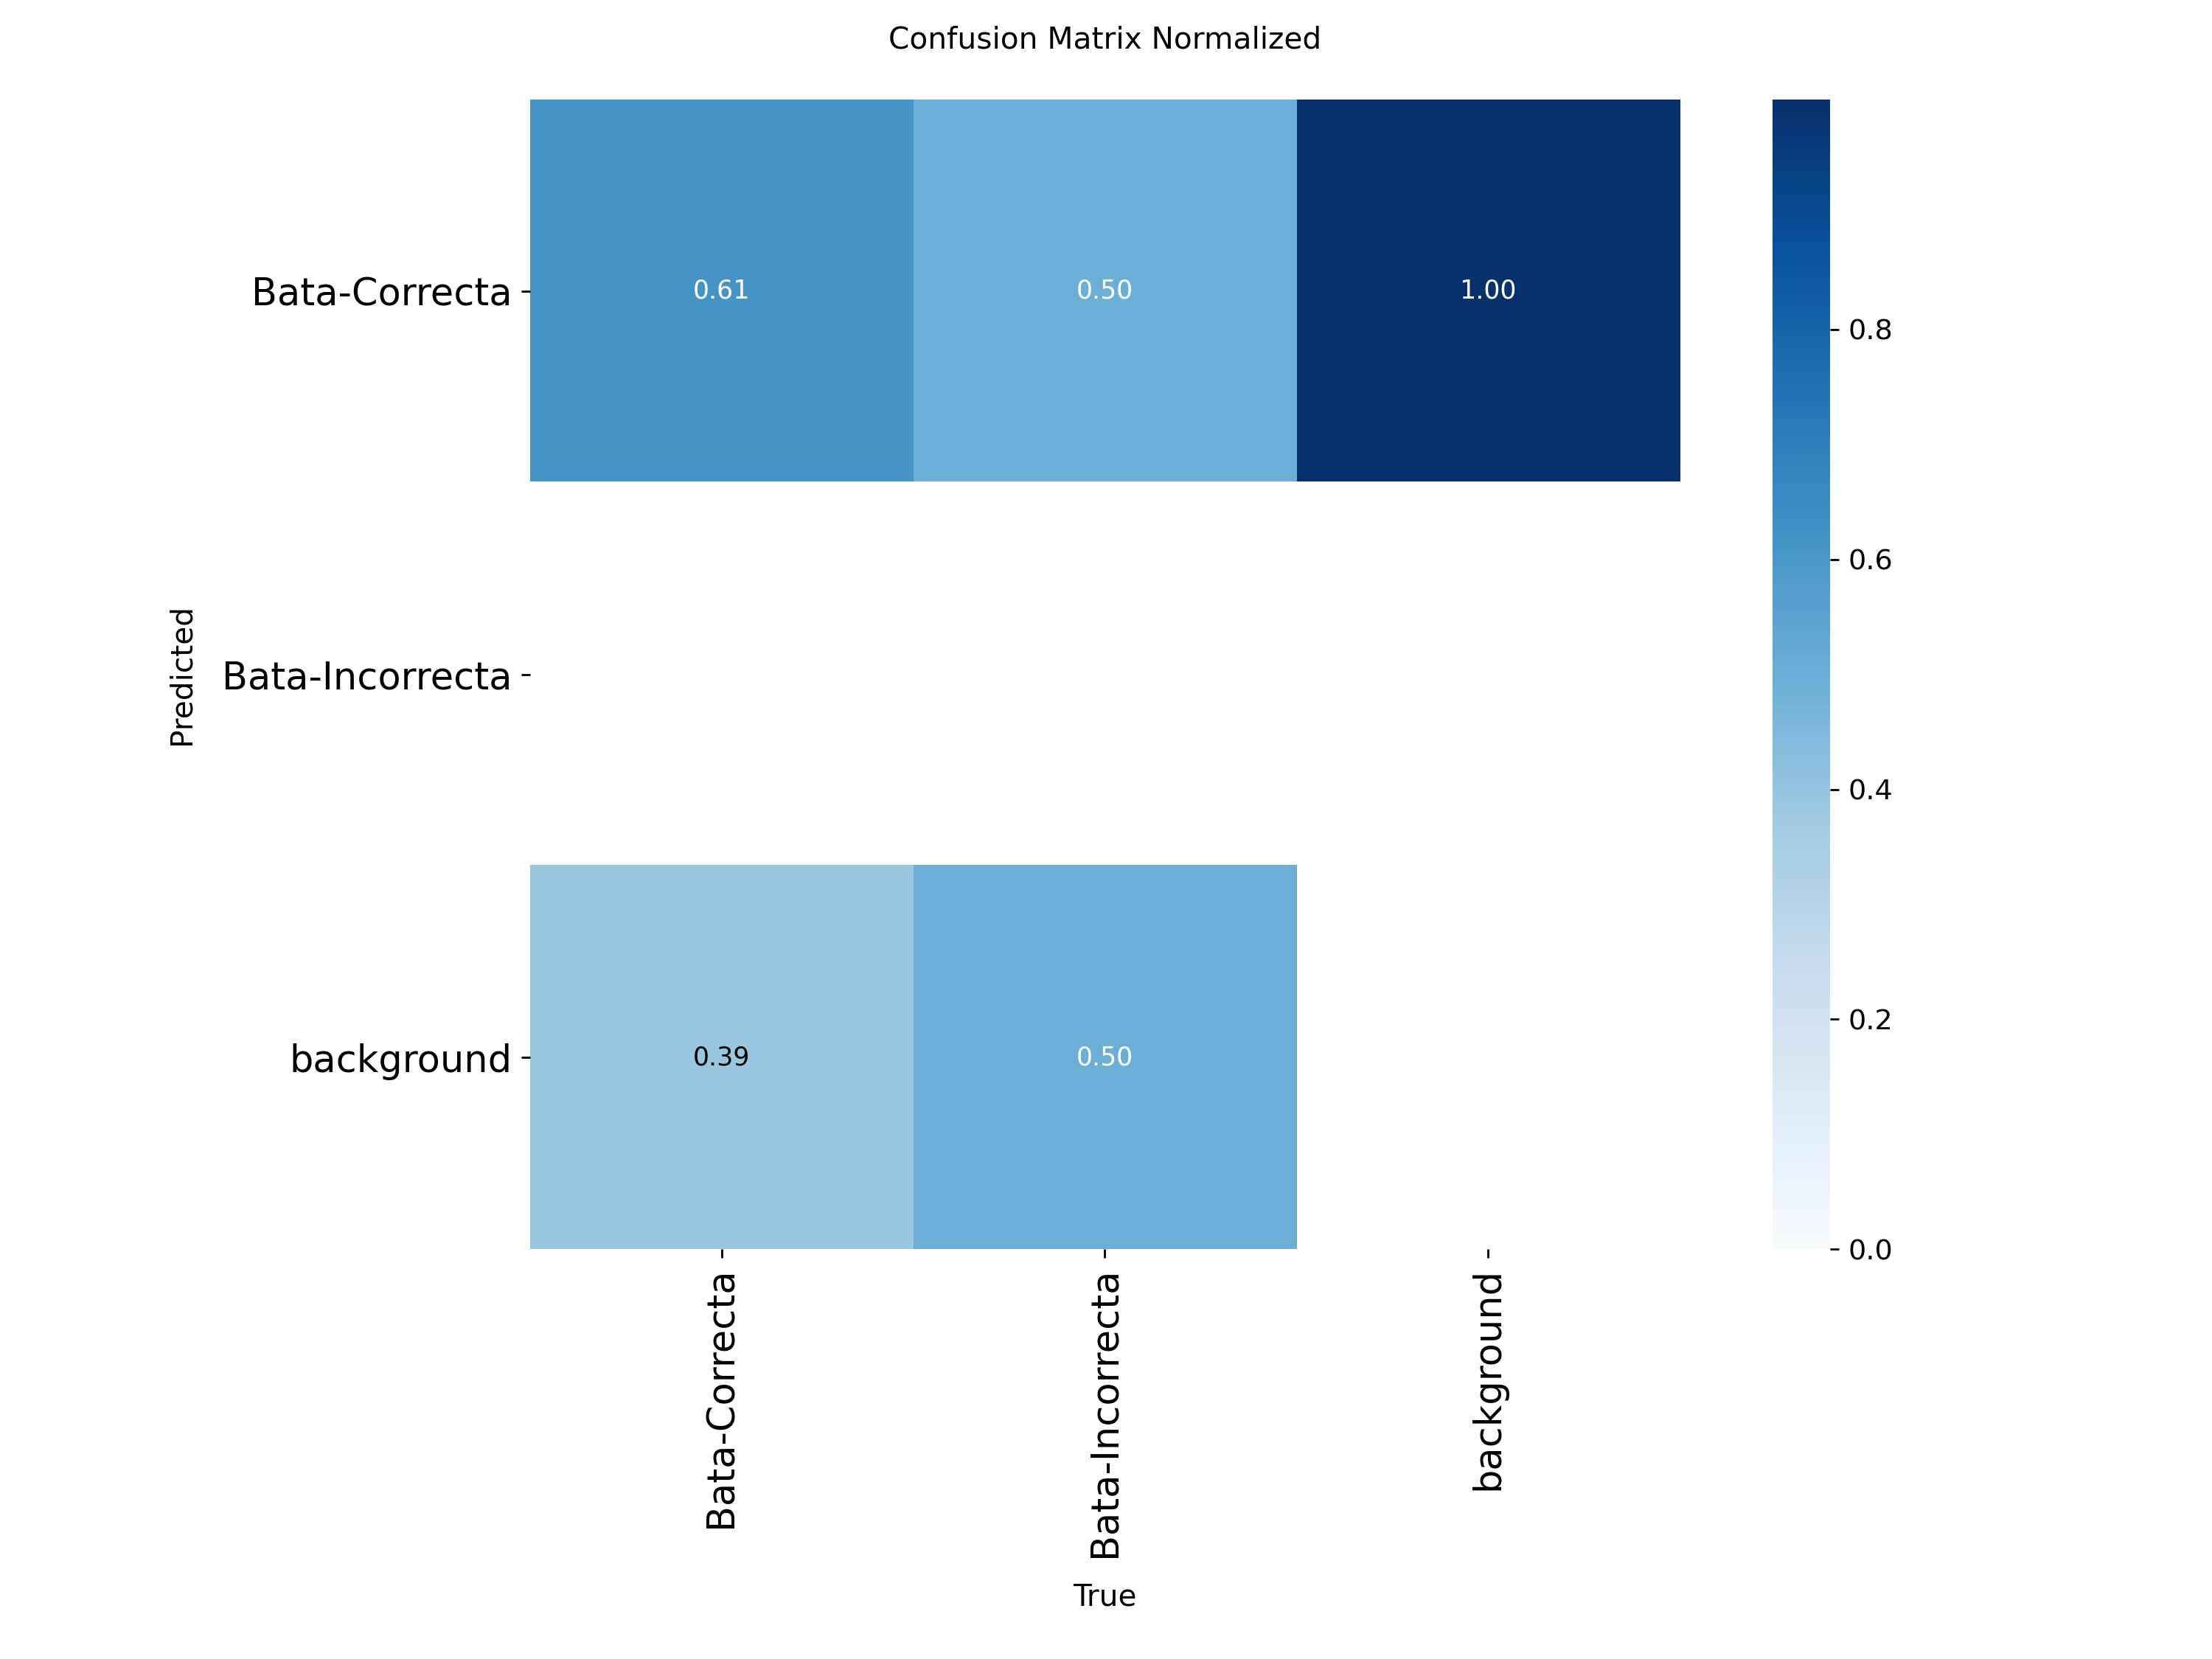 Confusion Matrix Normalized
Predicted
Bata-Correcta
0.61
0.50
1.00
Bata-Incorrecta
background
0.39
0.50
Bata-Correcta
Bata-Incorrecta
background
True
0.8
0.6
0.4
0.2
0.0